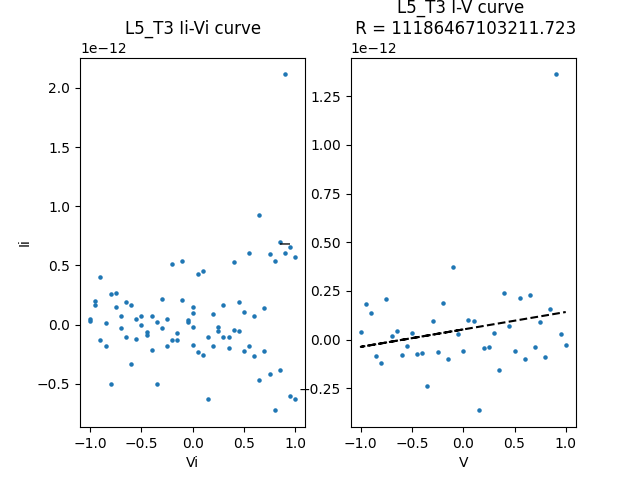 L5_T3 Ii-Vi curve
L5_T3 I-V curve
R = 11186467103211.723
1e−12
1e−12
2.0
1.5
1.0
0.5
0.0
−0.5
1.25
1.00
0.75
0.50
0.25
0.00
−0.25
Ii
−1.0 −0.5 0.0 0.5 1.0
−1.0 −0.5 0.0 0.5 1.0
Vi
V